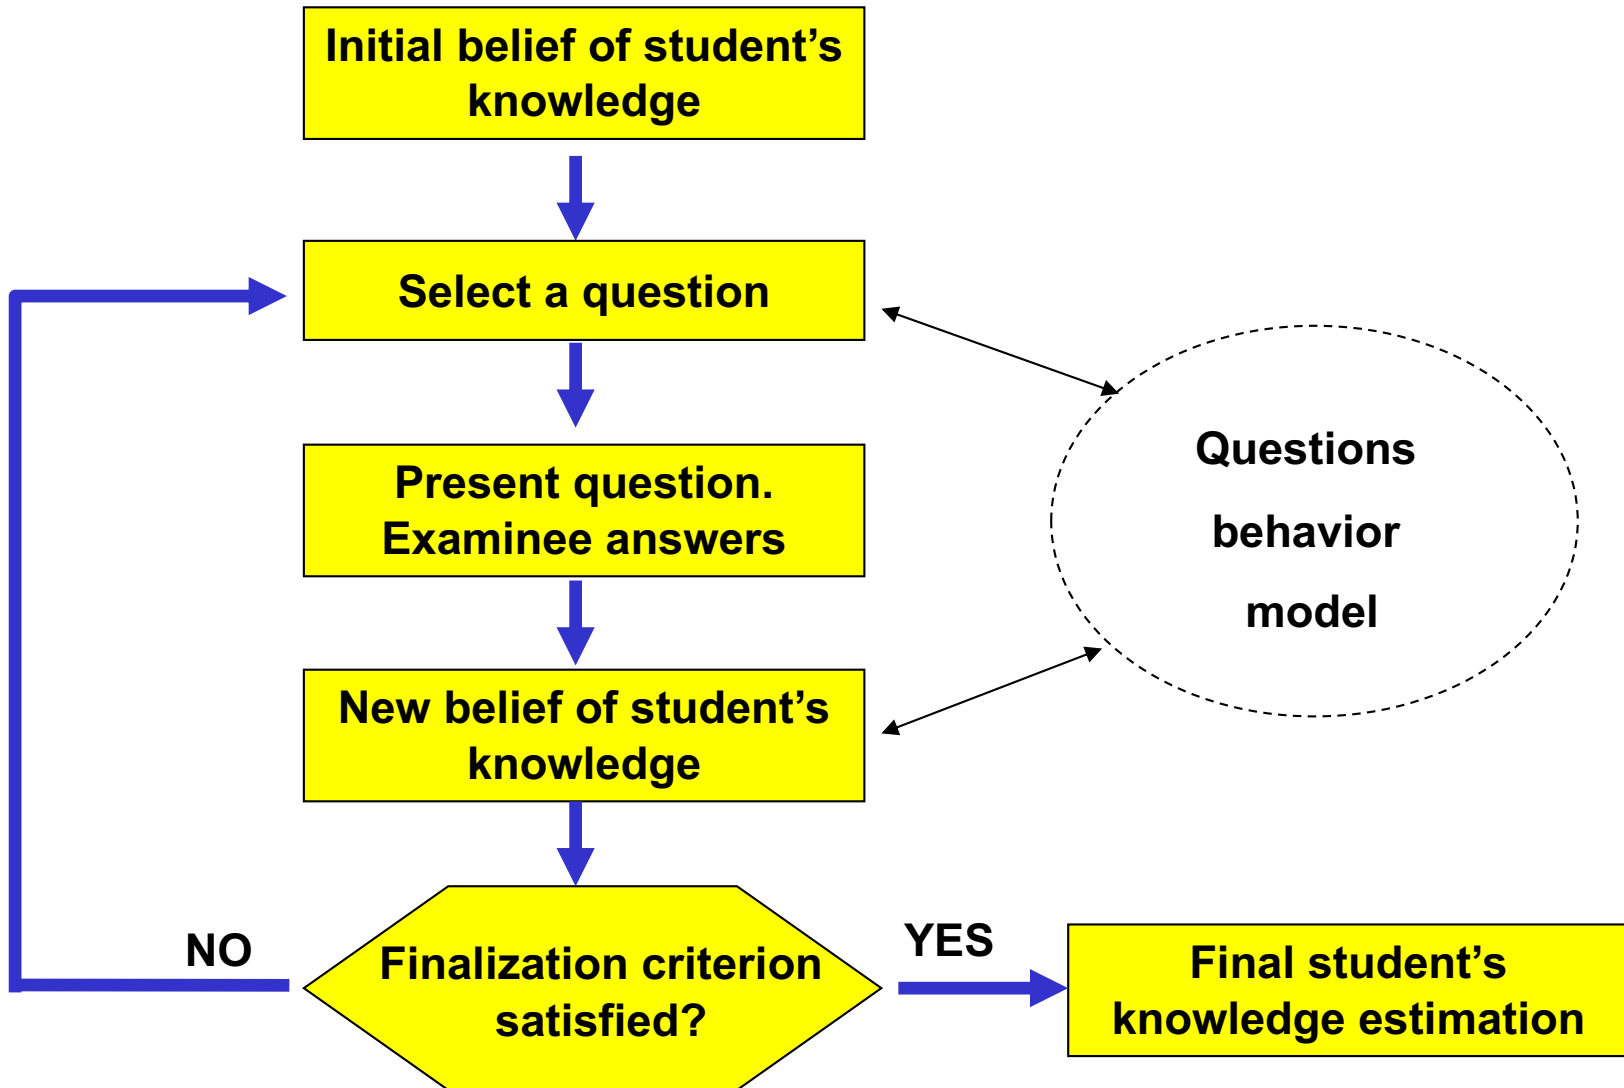 Initial belief of student’s
knowledge
Select a question
Present question.
Examinee answers
Questions
behavior
model
New belief of student’s
knowledge
NO
Finalization criterion
satisfied?
YES
Final student’s
knowledge estimation